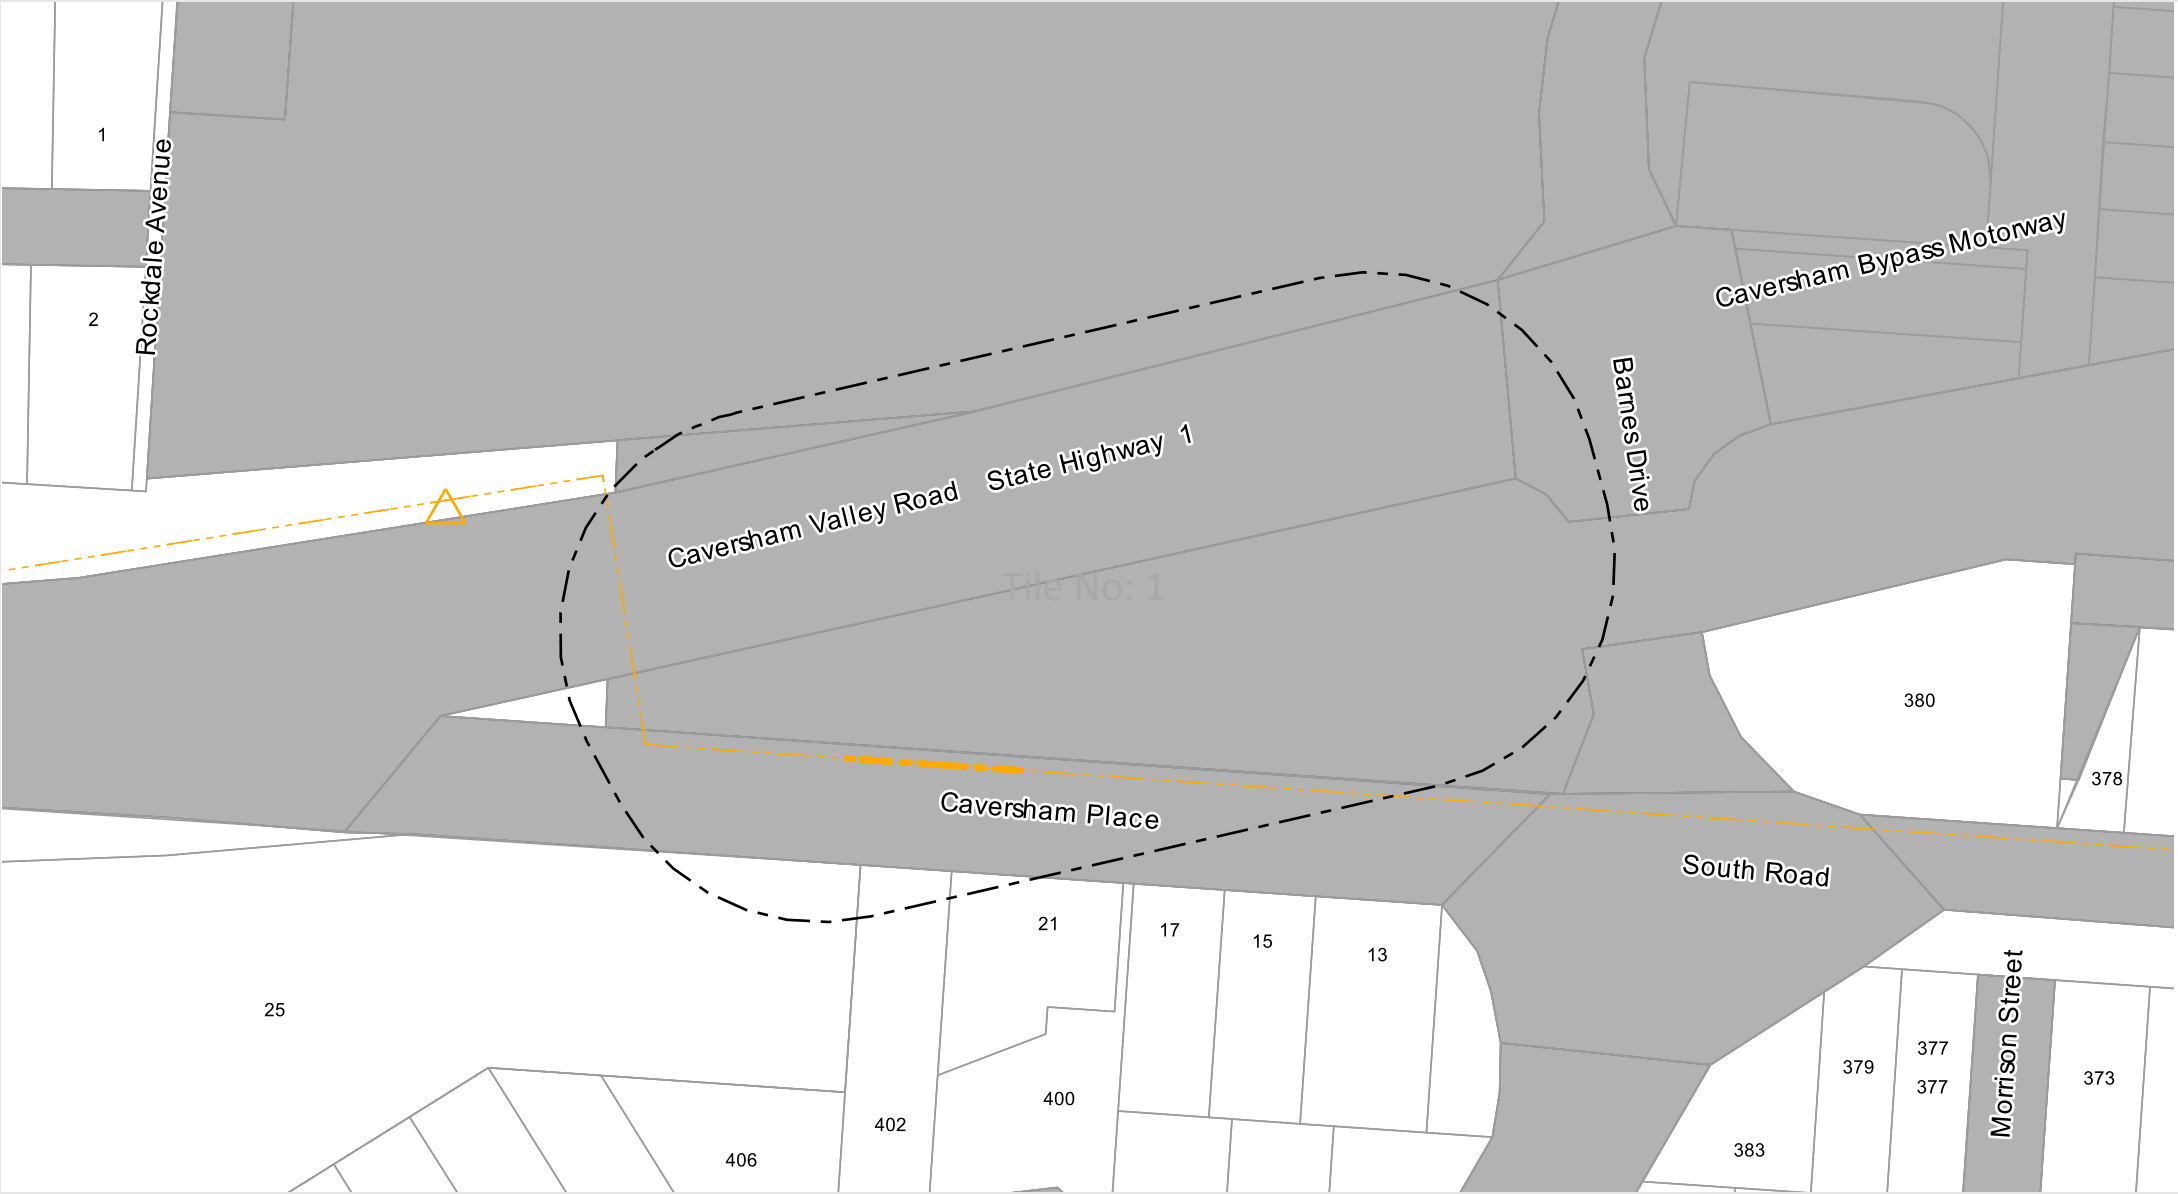 1
Rockdale Avenue
2
Caversham Bypass Motorway
Barnes Drive
Caversham Valley Road State Highway 1
Tile No: 1
380
378
Caversham Place
South Road
21
17
15
13
25
Morrison Street
377
379
373
377
400
402
383
406